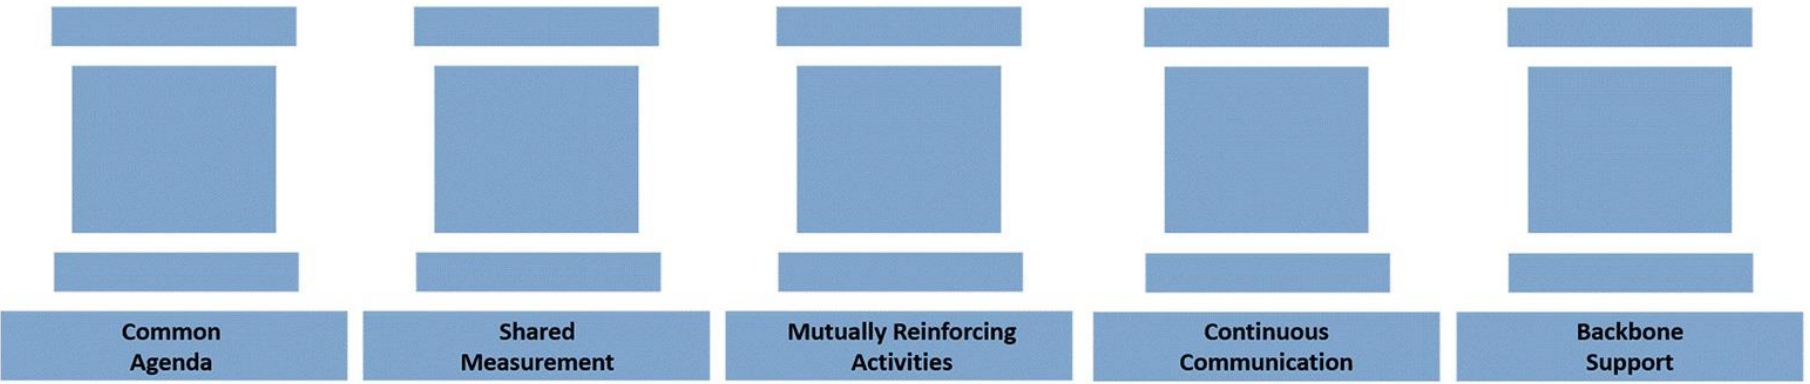 Common
Agenda
Shared
Measurement
Mutually Reinforcing
Activities
Continuous
Communication
Backbone
Support